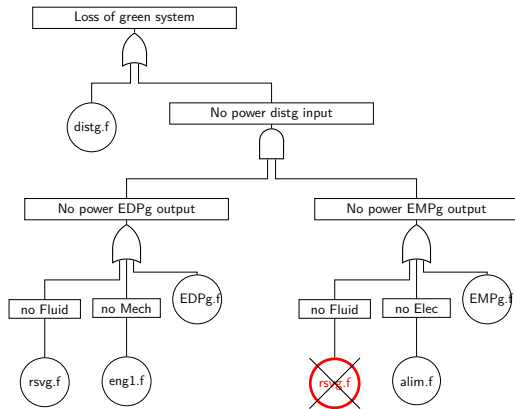 Loss of green system
distg.f
No power distg input
No power EDPg output
No power EMPg output
no Fluid
no Mech
EDPg.f
no Fluid
no Elec
EMPg.f
rsvg.f
eng1.f
rsvg.f
alim.f